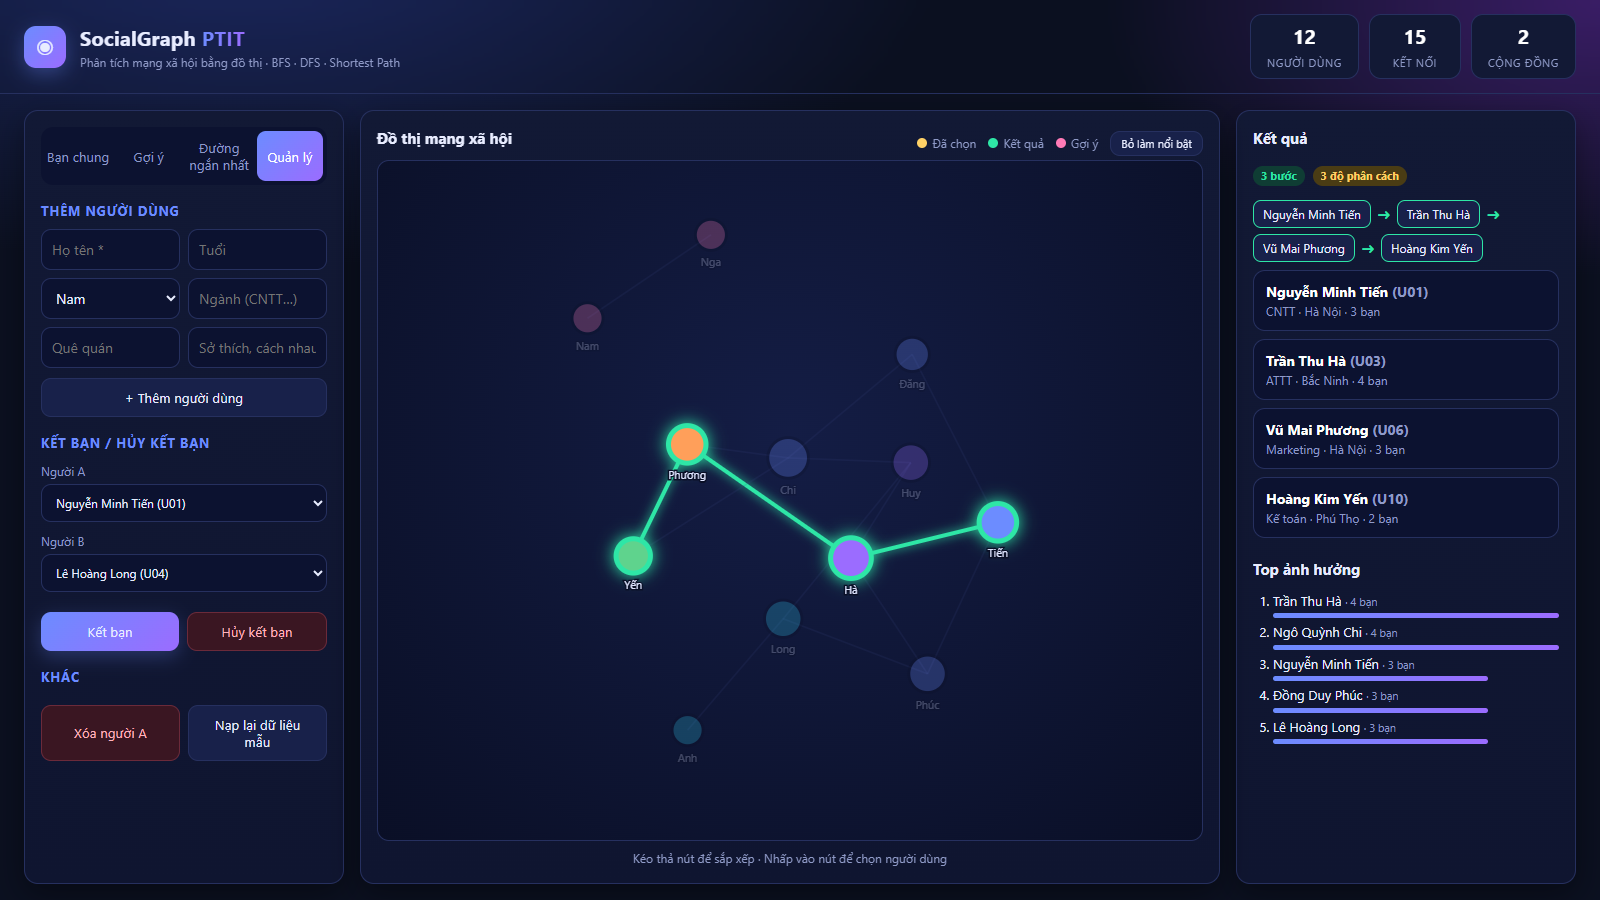 SocialGraph PTIT
Phân tích mạng xã hội bằng đồ thị · BFS · DFS · Shortest Path
12
NGƯỜI DÙNG
15
KẾT NỐI
2
CỘNG ĐỒNG
Bạn chung
Gợi ý
Đường
ngắn nhất
Quản lý
THÊM NGƯỜI DÙNG
Họ tên *
Tuổi
Nam
Ngành (CNTT...)
Quê quán
Sở thích, cách nhau
+ Thêm người dùng
KẾT BẠN / HỦY KẾT BẠN
Người A
Nguyễn Minh Tiến (U01)
Người B
Lê Hoàng Long (U04)
Kết bạn
Hủy kết bạn
KHÁC
Xóa người A
Nạp lại dữ liệu
mẫu
Đồ thị mạng xã hội
Đã chọn
Kết quả
Gợi ý
Bỏ làm nổi bật
Nga
Nam
Đăng
Phương
Chi
Huy
Tiến
Yến
Hà
Long
Phúc
Anh
Kéo thả nút để sắp xếp · Nhấp vào nút để chọn người dùng
Kết quả
3 bước
3 độ phân cách
Nguyễn Minh Tiến → Trần Thu Hà →
Vũ Mai Phương → Hoàng Kim Yến
Nguyễn Minh Tiến (U01)
CNTT · Hà Nội · 3 bạn
Trần Thu Hà (U03)
ATTT · Bắc Ninh · 4 bạn
Vũ Mai Phương (U06)
Marketing · Hà Nội · 3 bạn
Hoàng Kim Yến (U10)
Kế toán · Phú Thọ · 2 bạn
Top ảnh hưởng
1. Trần Thu Hà · 4 bạn
2. Ngô Quỳnh Chi · 4 bạn
3. Nguyễn Minh Tiến · 3 bạn
4. Đồng Duy Phúc · 3 bạn
5. Lê Hoàng Long · 3 bạn